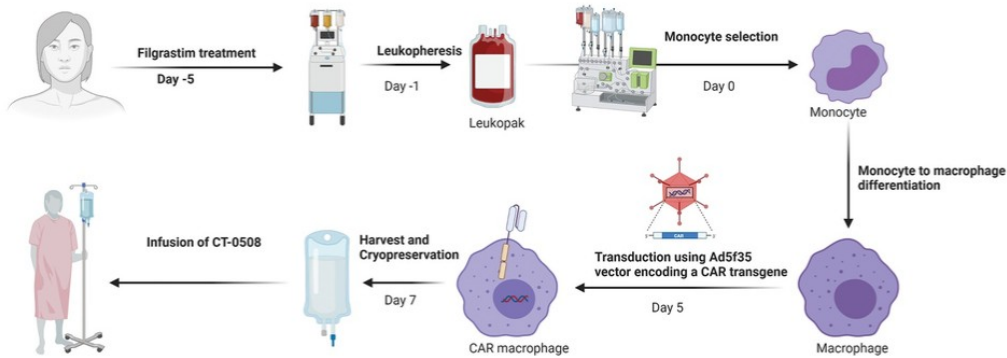 Filgrastim treatment
Day -5
Leukopheresis
Day -1
Leukopak
Monocyte selection
Day 0
Monocyte
Monocyte to macrophage
differentiation
Macrophage
CAR
Transduction using Ad5f35
vector encoding a CAR transgene
Day 5
CAR macrophage
Harvest and
Cryopreservation
Day 7
Infusion of CT-0508